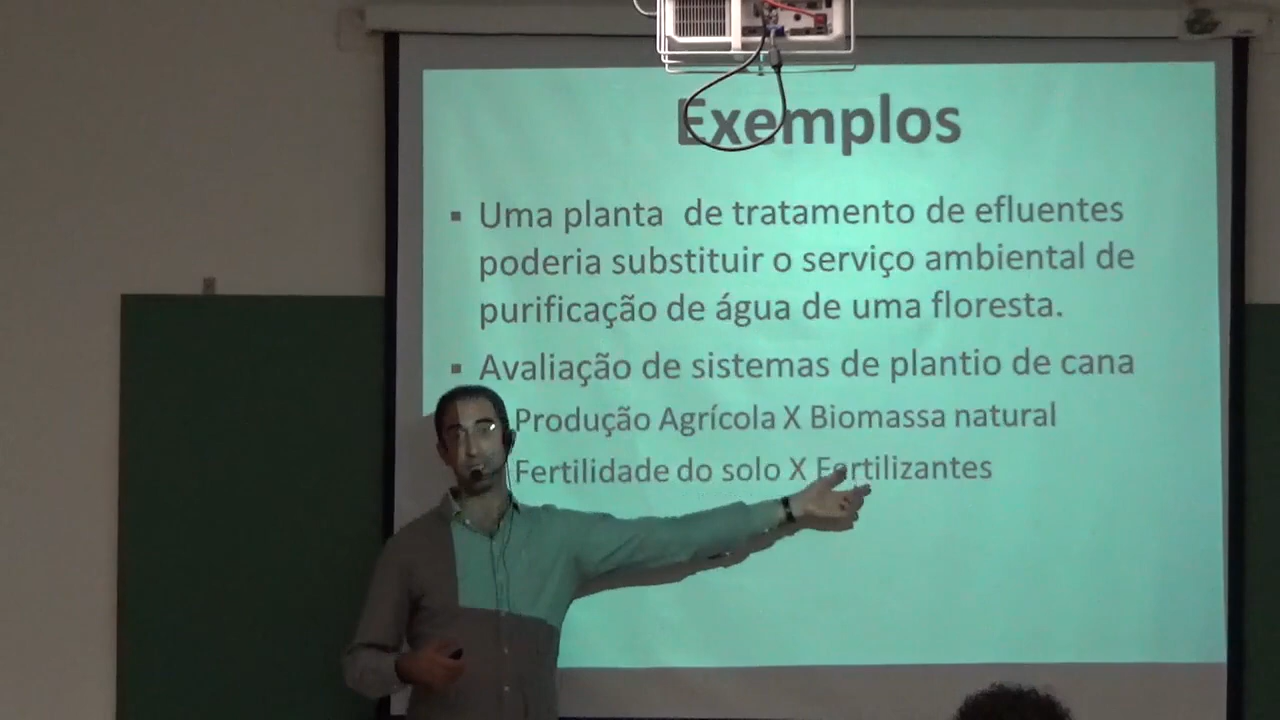 Exemplos
▪ Uma planta de tratamento de efluentes
poderia substituir o serviço ambiental de
purificação de água de uma floresta.
▪ Avaliação de sistemas de plantio de cana
Produção Agrícola X Biomassa natural
Fertilidade do solo X Fertilizantes